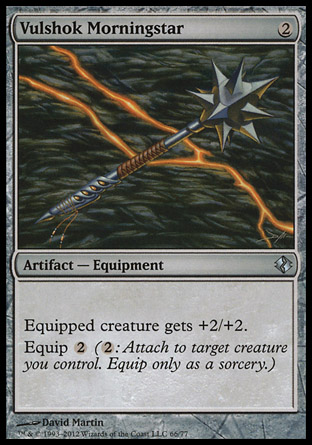 Vulshok Morningstar 2
Artifact — Equipment
Equipped creature gets +2/+2.
Equip 2 (2: Attach to target creature
you control. Equip only as a sorcery.)
David Martin
™ & © 1993–2012 Wizards of the Coast LLC 66/77